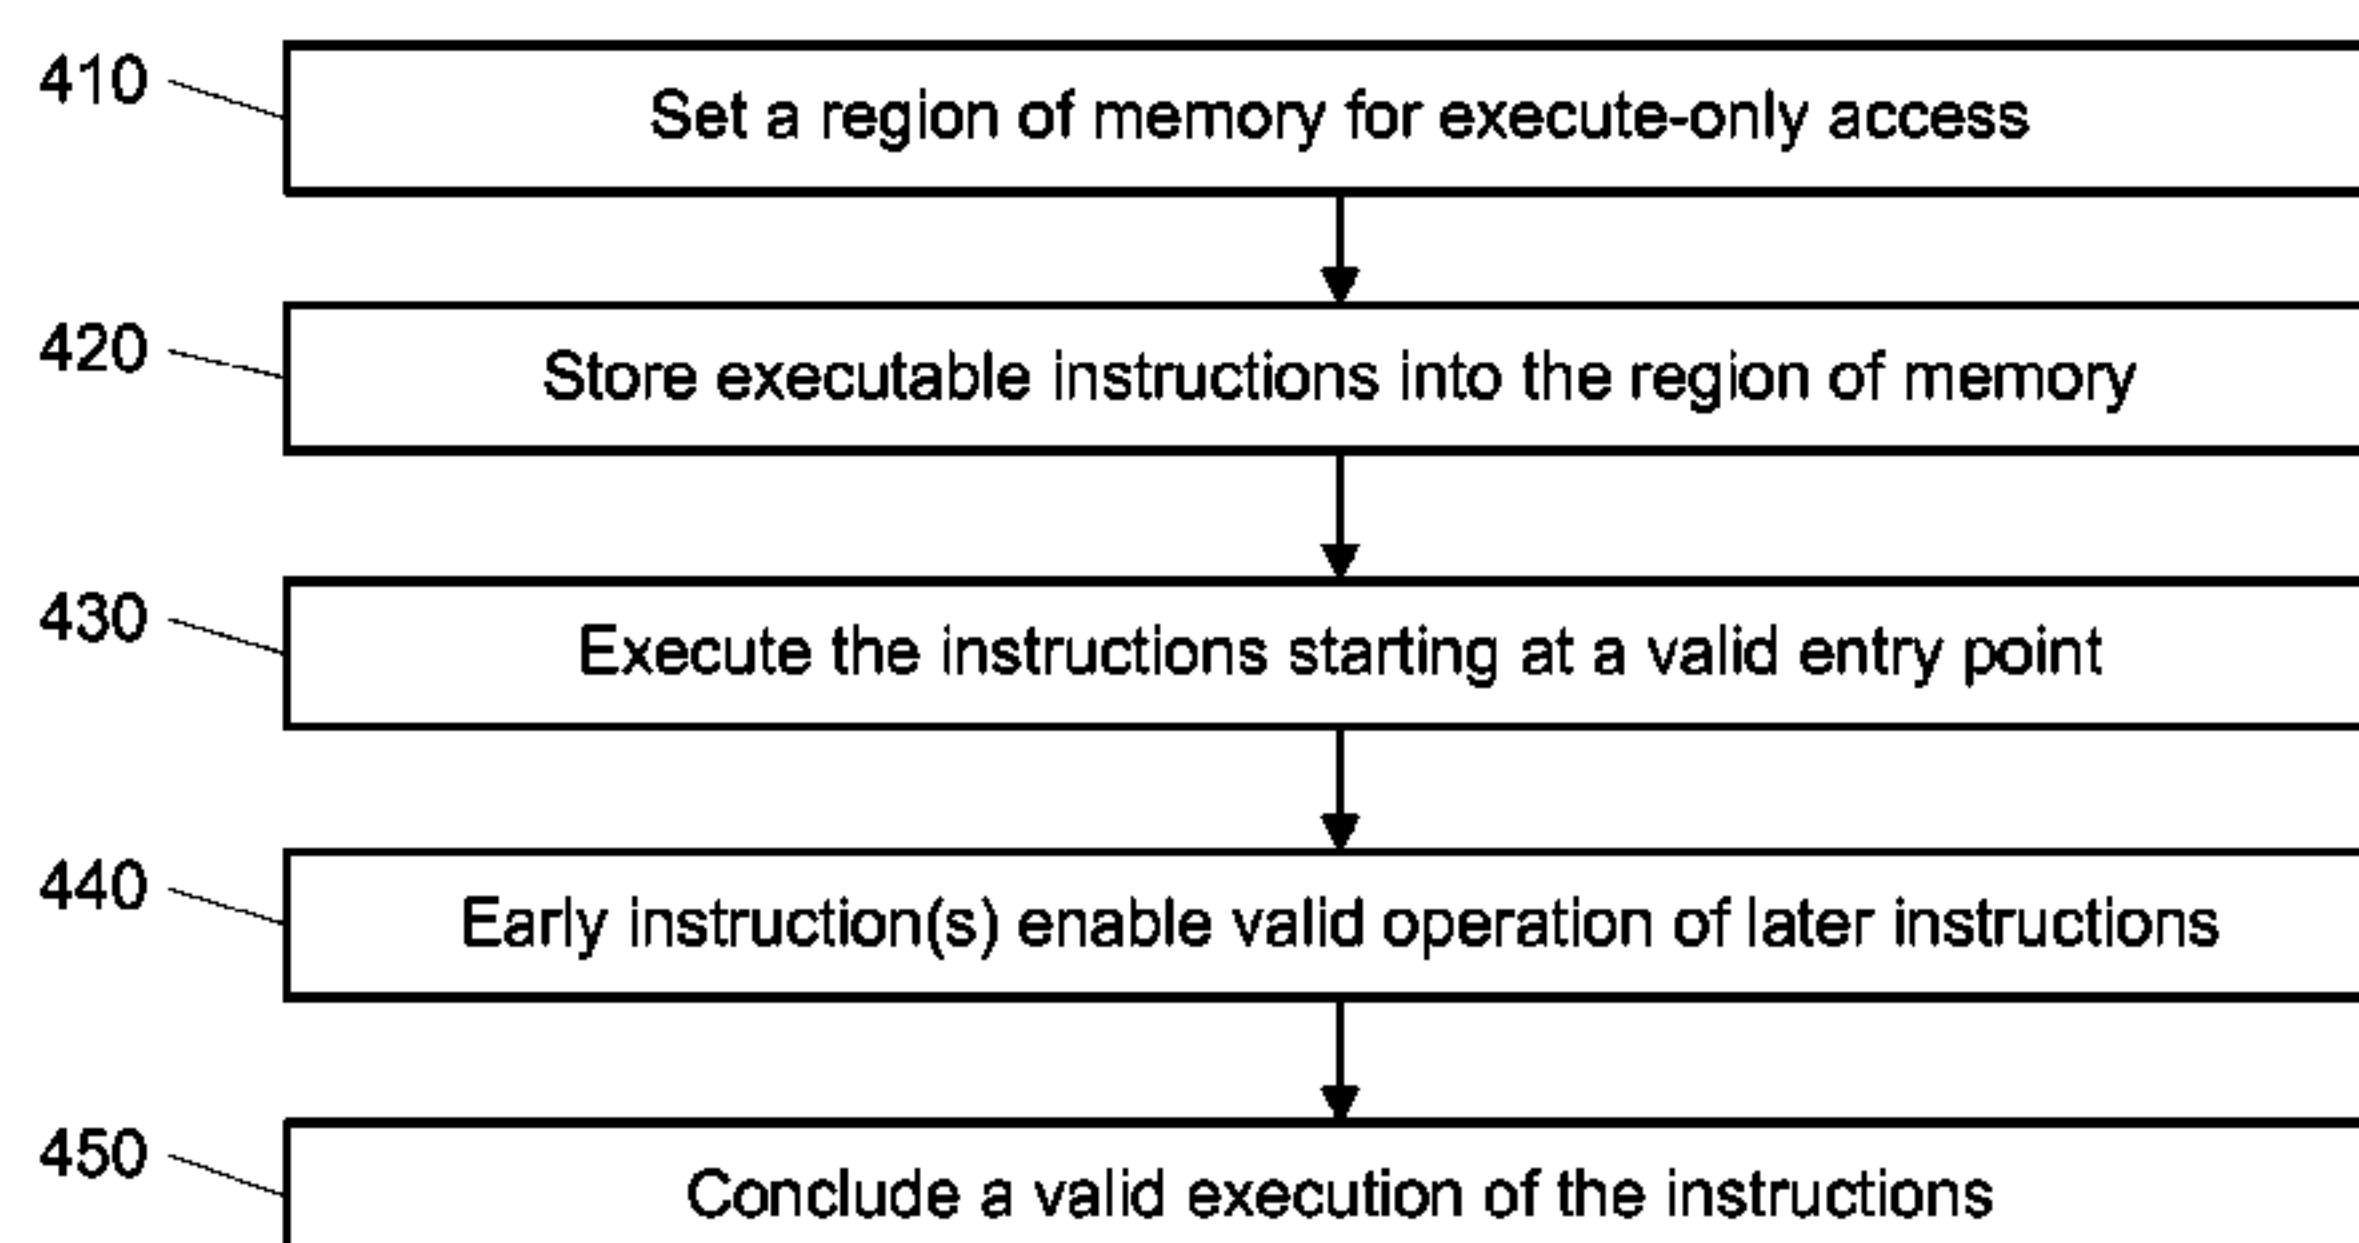 410
Set a region of memory for execute-only access
420
Store executable instructions into the region of memory
430
Execute the instructions starting at a valid entry point
440
Early instruction(s) enable valid operation of later instructions
450
Conclude a valid execution of the instructions